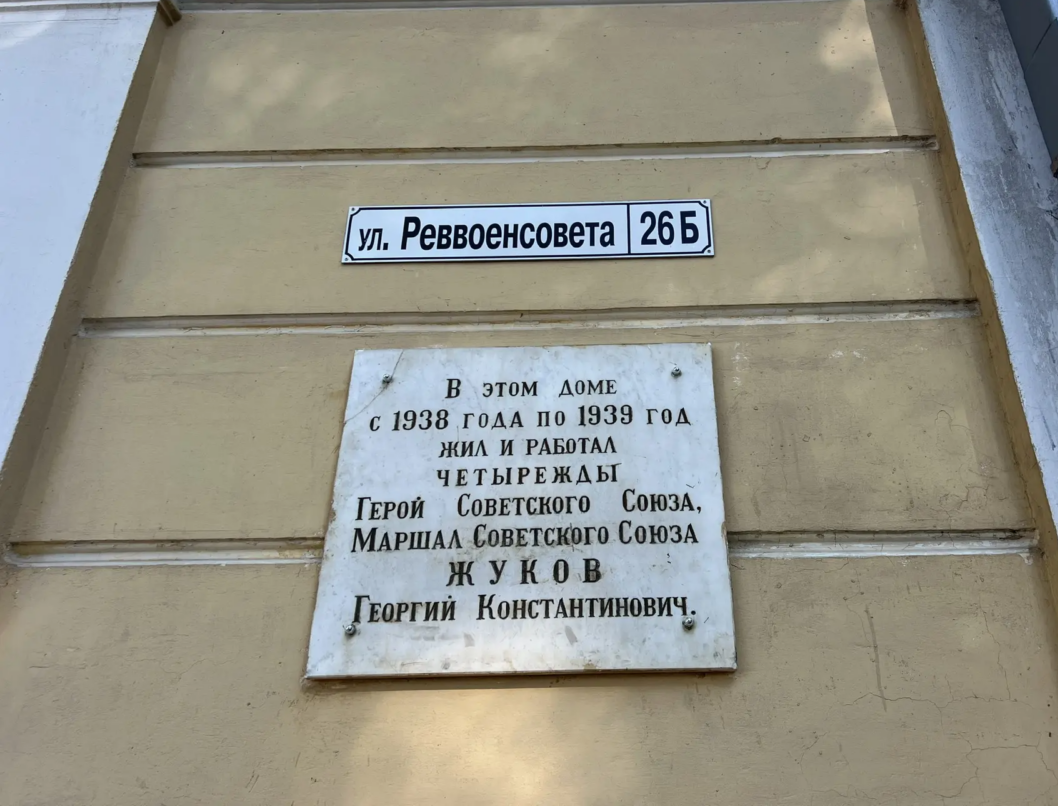 ул. Реввоенсовета 26 Б
В ЭТОМ ДОМЕ
С 1938 ГОДА ПО 1939 ГОД
ЖИЛ И РАБОТАЛ
ЧЕТЫРЕЖДЫ
ГЕРОЙ СОВЕТСКОГО СОЮЗА,
МАРШАЛ СОВЕТСКОГО СОЮЗА
ЖУКОВ
ГЕОРГИЙ КОНСТАНТИНОВИЧ.